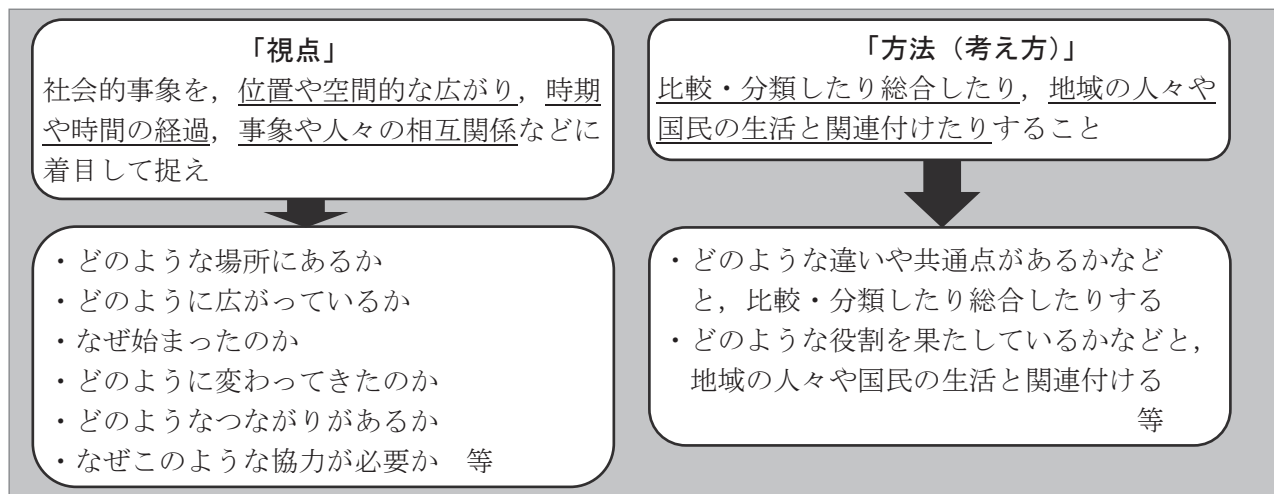 「視点」
社会的事象を，位置や空間的な広がり，時期
や時間の経過，事象や人々の相互関係などに
着目して捉え
・どのような場所にあるか
・どのように広がっているか
・なぜ始まったのか
・どのように変わってきたのか
・どのようなつながりがあるか
・なぜこのような協力が必要か　等
「方法（考え方）」
比較・分類したり総合したり，地域の人々や
国民の生活と関連付けたりすること
・どのような違いや共通点があるかなど
と，比較・分類したり総合したりする
・どのような役割を果たしているかなどと，
地域の人々や国民の生活と関連付ける
等